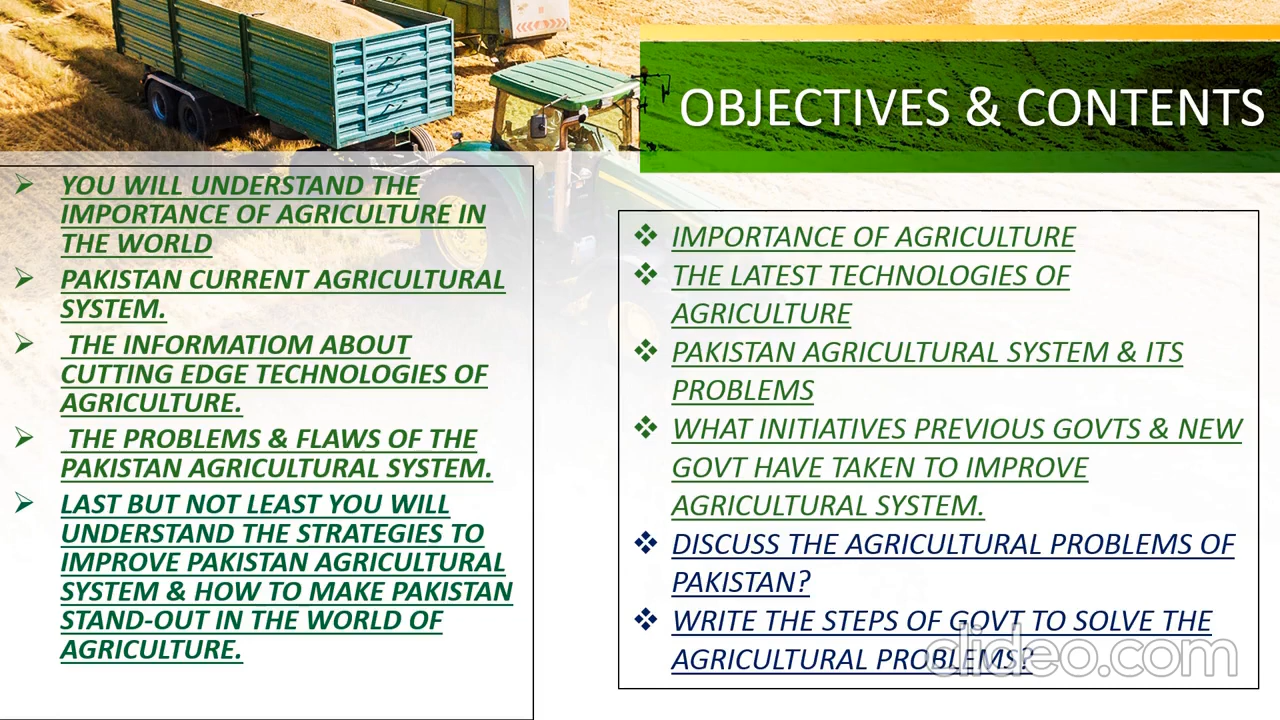 OBJECTIVES & CONTENTS
➢ YOU WILL UNDERSTAND THE
IMPORTANCE OF AGRICULTURE IN
THE WORLD
➢ PAKISTAN CURRENT AGRICULTURAL
SYSTEM.
➢ THE INFORMATIOM ABOUT
CUTTING EDGE TECHNOLOGIES OF
AGRICULTURE.
➢ THE PROBLEMS & FLAWS OF THE
PAKISTAN AGRICULTURAL SYSTEM.
➢ LAST BUT NOT LEAST YOU WILL
UNDERSTAND THE STRATEGIES TO
IMPROVE PAKISTAN AGRICULTURAL
SYSTEM & HOW TO MAKE PAKISTAN
STAND-OUT IN THE WORLD OF
AGRICULTURE.
❖ IMPORTANCE OF AGRICULTURE
❖ THE LATEST TECHNOLOGIES OF
AGRICULTURE
❖ PAKISTAN AGRICULTURAL SYSTEM & ITS
PROBLEMS
❖ WHAT INITIATIVES PREVIOUS GOVTS & NEW
GOVT HAVE TAKEN TO IMPROVE
AGRICULTURAL SYSTEM.
❖ DISCUSS THE AGRICULTURAL PROBLEMS OF
PAKISTAN?
❖ WRITE THE STEPS OF GOVT TO SOLVE THE
AGRICULTURAL PROBLEMS?
clideo.com